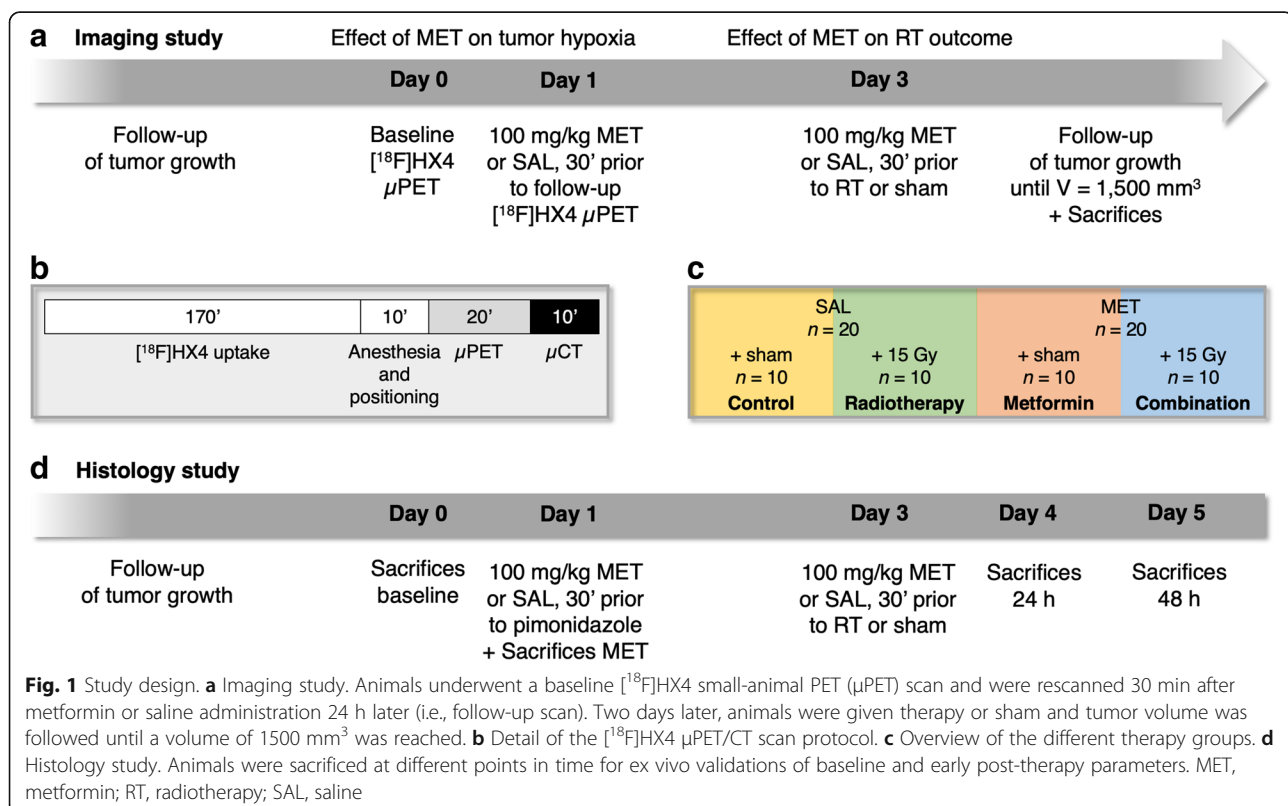 a Imaging study
Effect of MET on tumor hypoxia
Effect of MET on RT outcome
Day 0
Day 1
Day 3
Follow-up
of tumor growth
Baseline
[¹⁸F]HX4
µPET
100 mg/kg MET
or SAL, 30' prior
to follow-up
[¹⁸F]HX4 µPET
100 mg/kg MET
or SAL, 30' prior
to RT or sham
Follow-up
of tumor growth
until V = 1,500 mm³
+ Sacrifices
b
170'
10'
20'
10'
[¹⁸F]HX4 uptake
Anesthesia
and
positioning
µPET
µCT
c
SAL
n = 20
MET
n = 20
+ sham
n = 10
Control
+ 15 Gy
n = 10
Radiotherapy
+ sham
n = 10
Metformin
+ 15 Gy
n = 10
Combination
d Histology study
Day 0
Day 1
Day 3
Day 4
Day 5
Follow-up
of tumor growth
Sacrifices
baseline
100 mg/kg MET
or SAL, 30' prior
to pimonidazole
+ Sacrifices MET
100 mg/kg MET
or SAL, 30' prior
to RT or sham
Sacrifices
24 h
Sacrifices
48 h
Fig. 1 Study design. a Imaging study. Animals underwent a baseline [¹⁸F]HX4 small-animal PET (µPET) scan and were rescanned 30 min after
metformin or saline administration 24 h later (i.e., follow-up scan). Two days later, animals were given therapy or sham and tumor volume was
followed until a volume of 1500 mm³ was reached. b Detail of the [¹⁸F]HX4 µPET/CT scan protocol. c Overview of the different therapy groups. d
Histology study. Animals were sacrificed at different points in time for ex vivo validations of baseline and early post-therapy parameters. MET,
metformin; RT, radiotherapy; SAL, saline